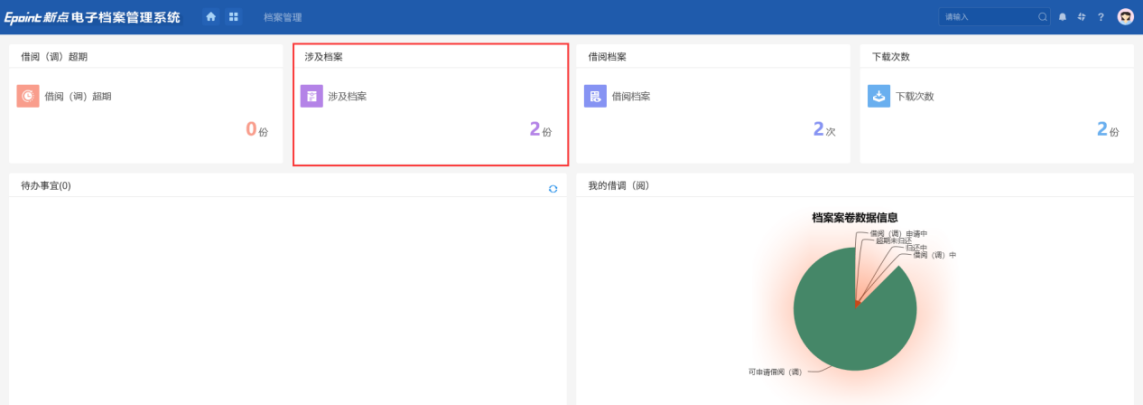 Epoint 新点 电子档案管理系统
档案管理
请输入
?
借阅（调）超期
借阅（调）超期
0份
涉及档案
涉及档案
2份
借阅档案
借阅档案
2次
下载次数
下载次数
2份
待办事宜(0)
我的借调（阅）
档案案卷数据信息
借阅（调）申请中
超期未归还
归还中
借阅（调）中
可申请借阅（调）